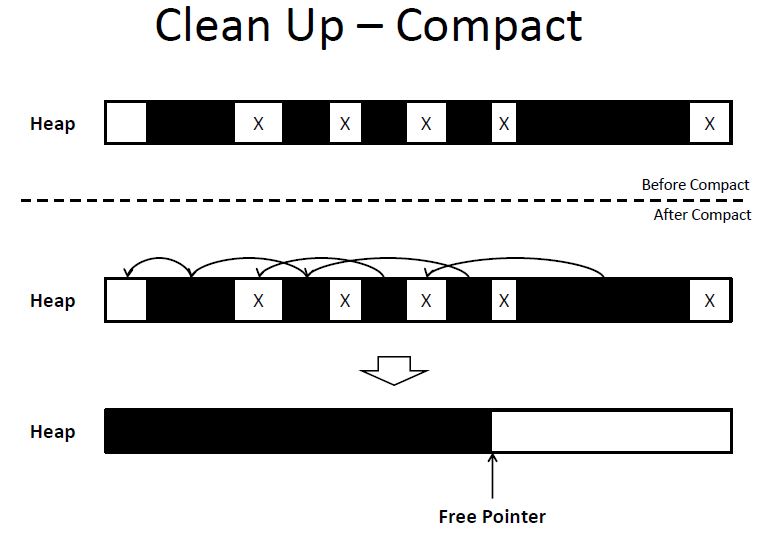 Clean Up – Compact
Heap
X X X X X
Before Compact
After Compact
Heap
X X X X X
Heap
Free Pointer